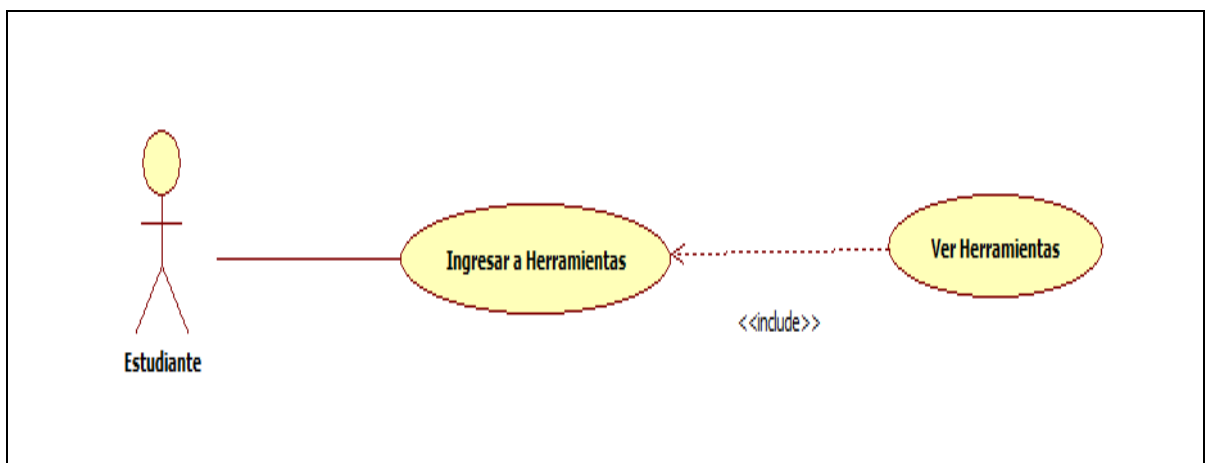 Ingresar a Herramientas
Ver Herramientas
<<include>>
Estudiante